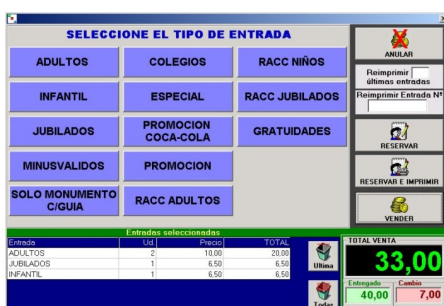 SELECCIONE EL TIPO DE ENTRADA
ADULTOS
COLEGIOS
RACC NIÑOS
INFANTIL
ESPECIAL
RACC JUBILADOS
JUBILADOS
PROMOCION
COCA-COLA
GRATUIDADES
MINUSVALIDOS
PROMOCION
SOLO MONUMENTO
C/GUIA
RACC ADULTOS
ANULAR
Reimprimir
últimas entradas
Reimprimir Entrada Nº
RESERVAR
RESERVAR E IMPRIMIR
VENDER
Entradas seleccionadas
Entrada Ud. Precio TOTAL
ADULTOS 2 10,00 20,00
JUBILADOS 1 6,50 6,50
INFANTIL 1 6,50 6,50
Ultima
Todas
TOTAL VENTA
33,00
Entregado Cambio
40,00 7,00